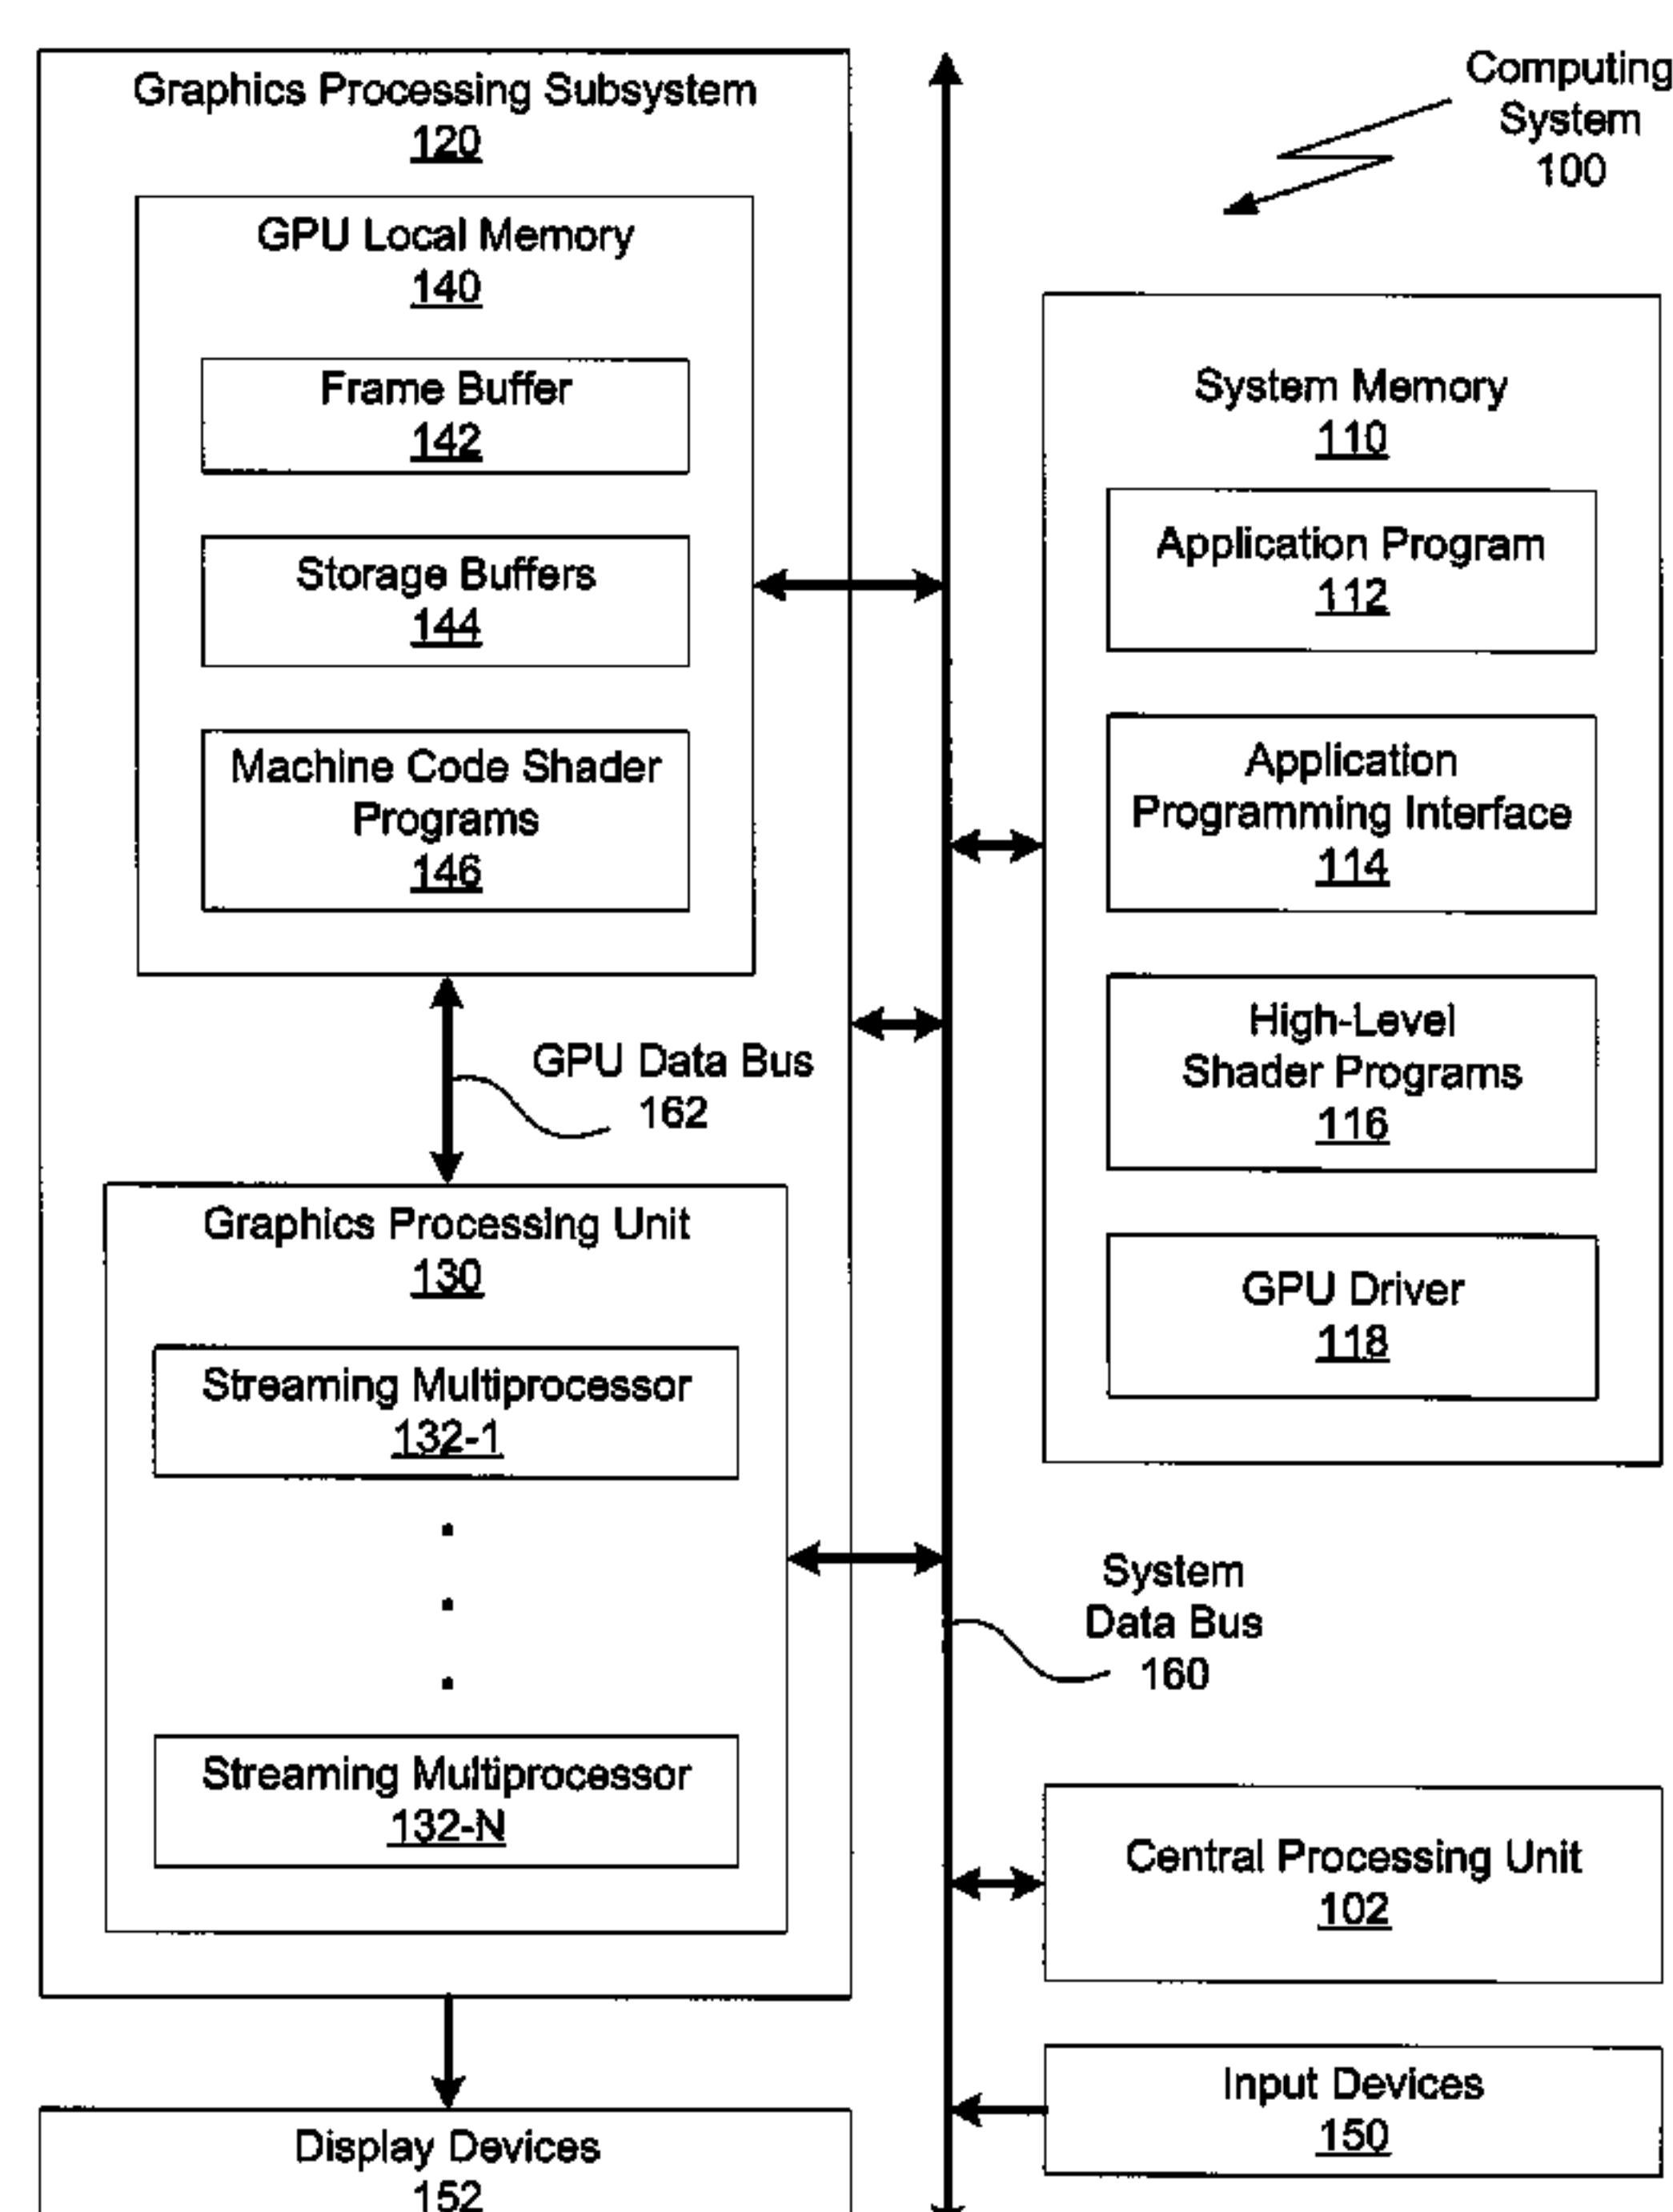 Graphics Processing Subsystem
120
GPU Local Memory
140
Frame Buffer
142
Storage Buffers
144
Machine Code Shader
Programs
146
GPU Data Bus
162
Graphics Processing Unit
130
Streaming Multiprocessor
132-1
Streaming Multiprocessor
132-N
Display Devices
152
Computing
System
100
System Memory
110
Application Program
112
Application
Programming Interface
114
High-Level
Shader Programs
116
GPU Driver
118
System
Data Bus
160
Central Processing Unit
102
Input Devices
150